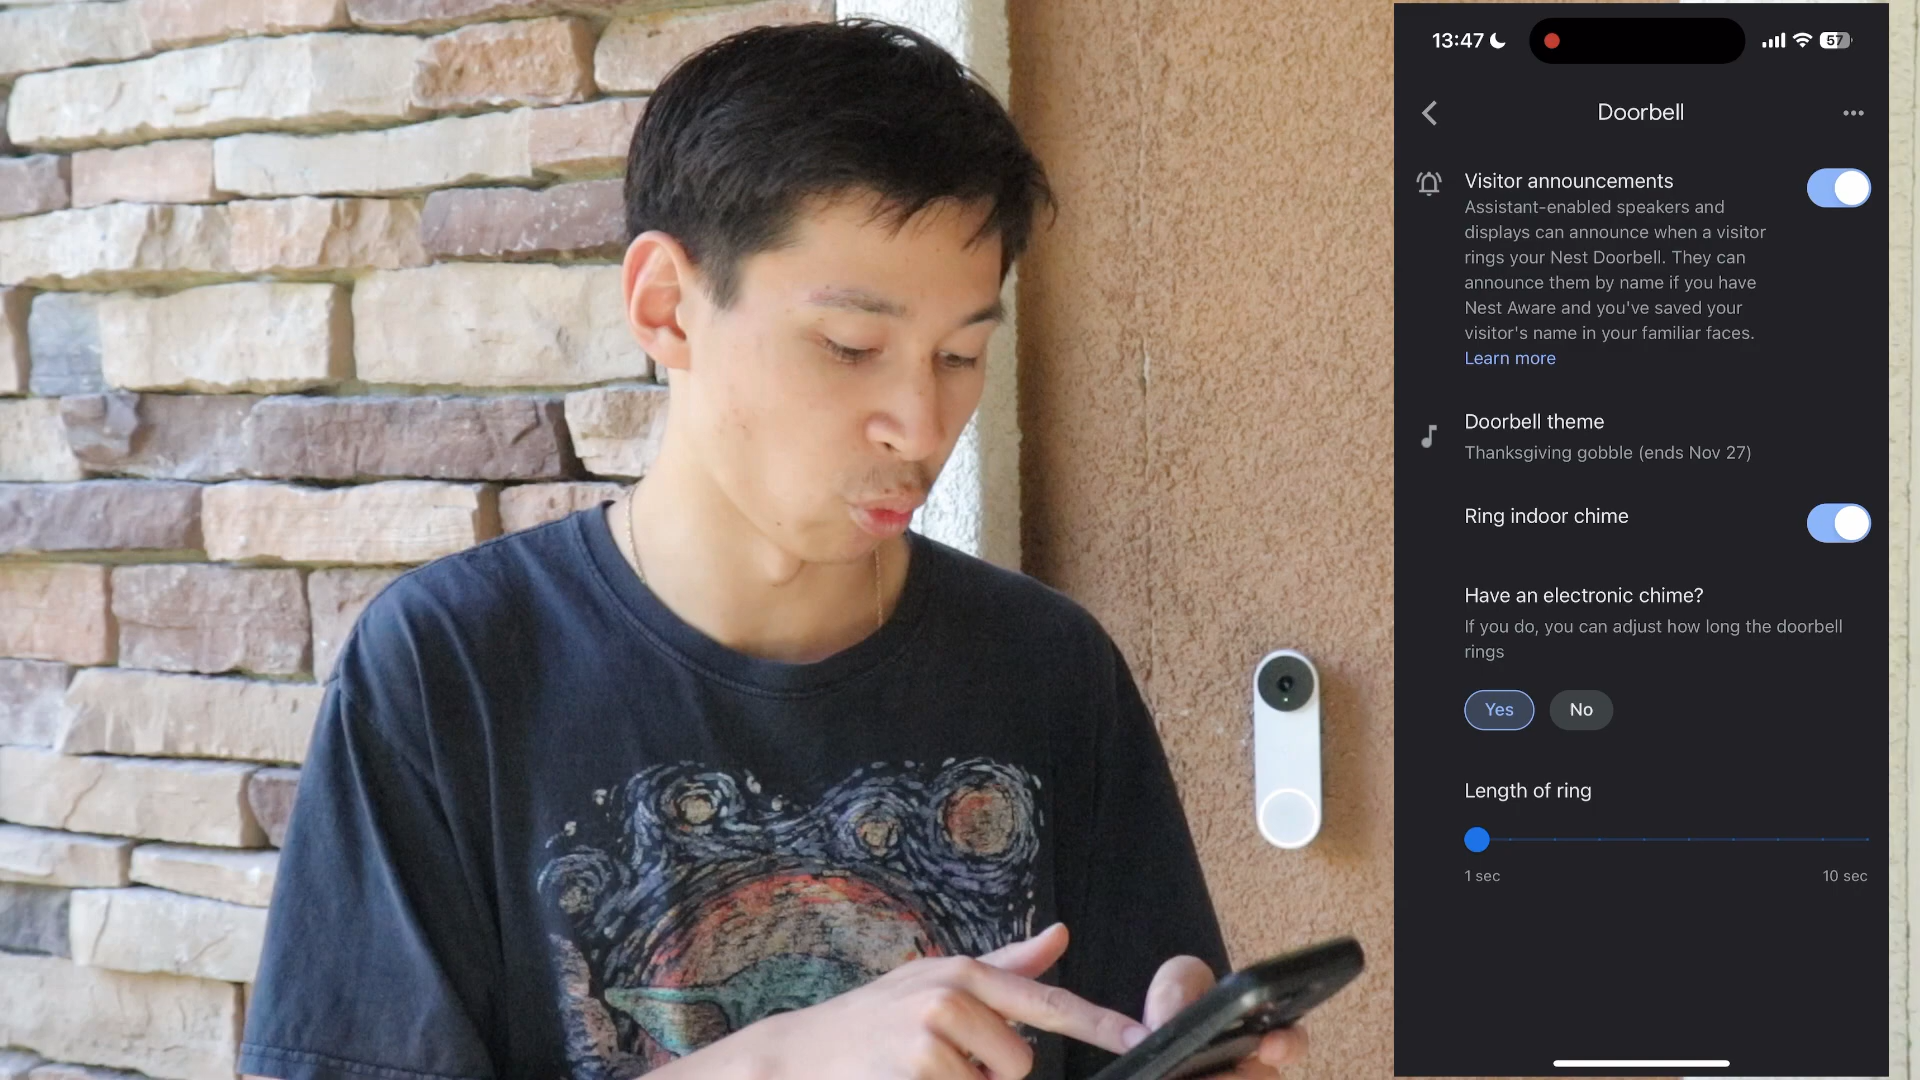 13:47
57
Doorbell
Visitor announcements
Assistant-enabled speakers and
displays can announce when a visitor
rings your Nest Doorbell. They can
announce them by name if you have
Nest Aware and you've saved your
visitor's name in your familiar faces.
Learn more
Doorbell theme
Thanksgiving gobble (ends Nov 27)
Ring indoor chime
Have an electronic chime?
If you do, you can adjust how long the doorbell
rings
Yes No
Length of ring
1 sec 10 sec